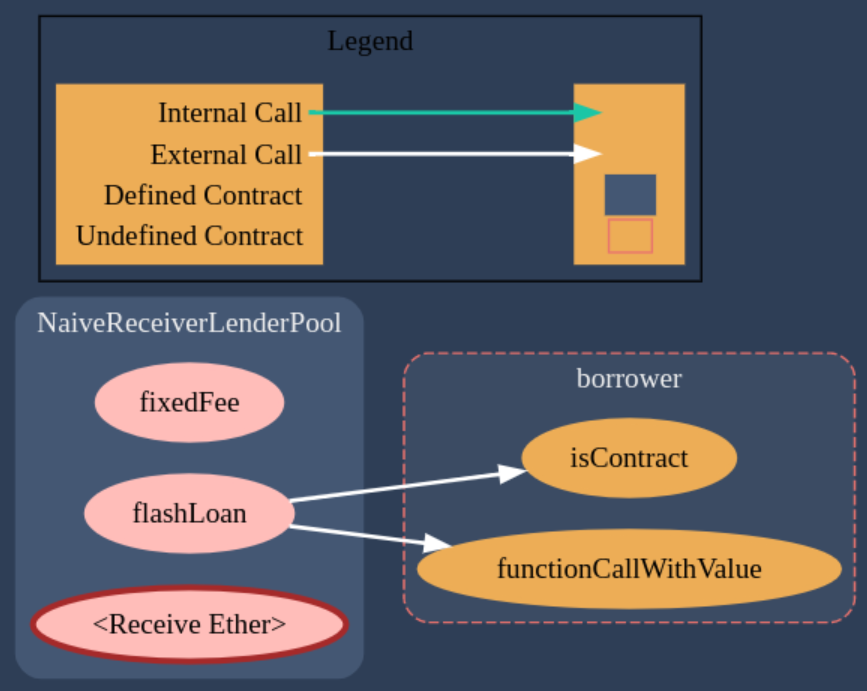 Legend
Internal Call
External Call
Defined Contract
Undefined Contract
NaiveReceiverLenderPool
fixedFee
flashLoan
<Receive Ether>
borrower
isContract
functionCallWithValue